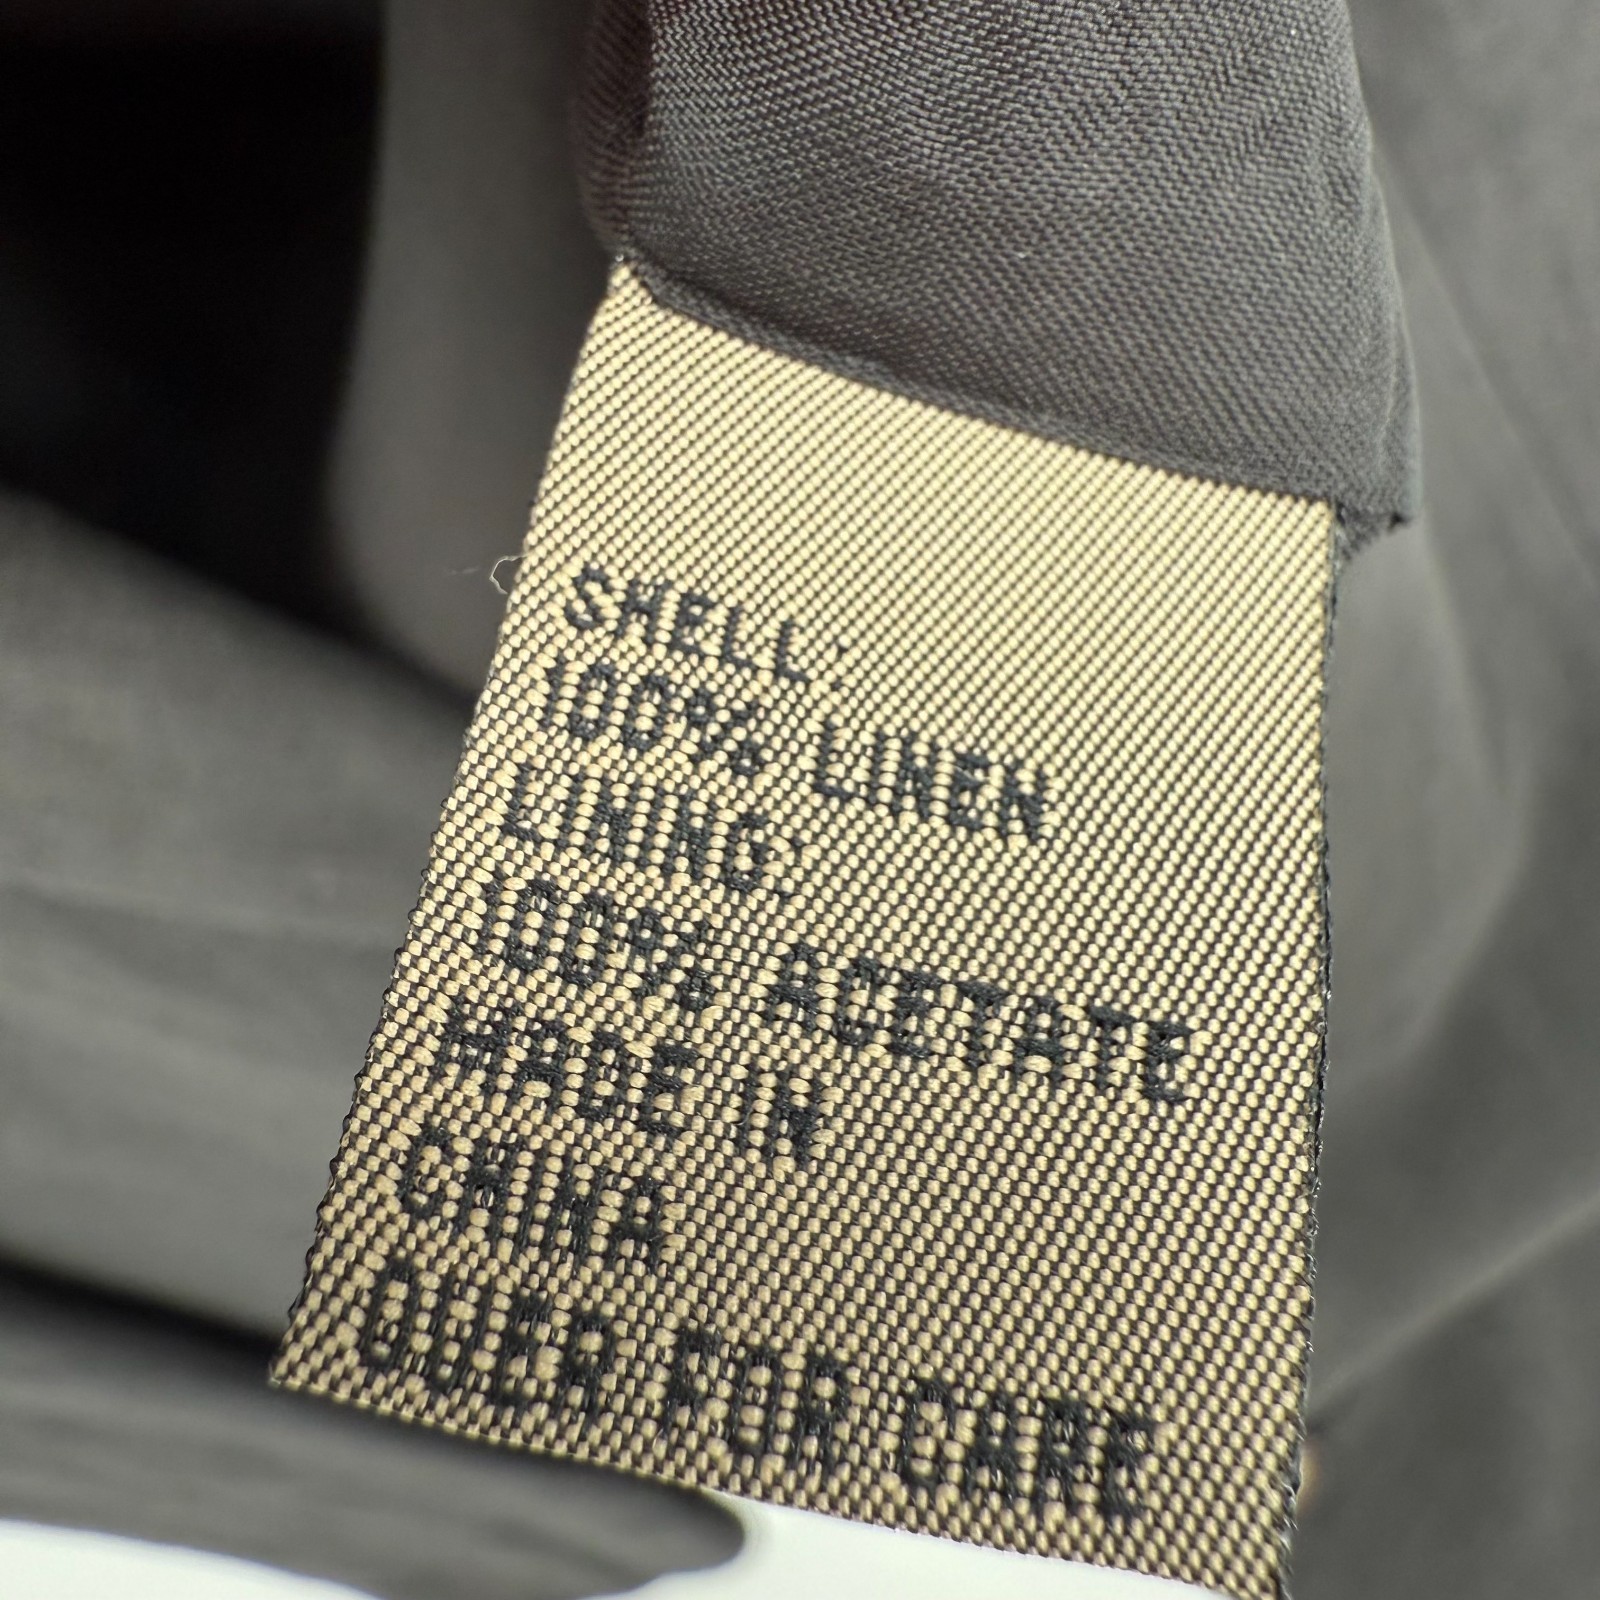 SHELL:
100% LINEN
LINING:
100% ACETATE
MADE IN
CHINA
OVER FOR CARE